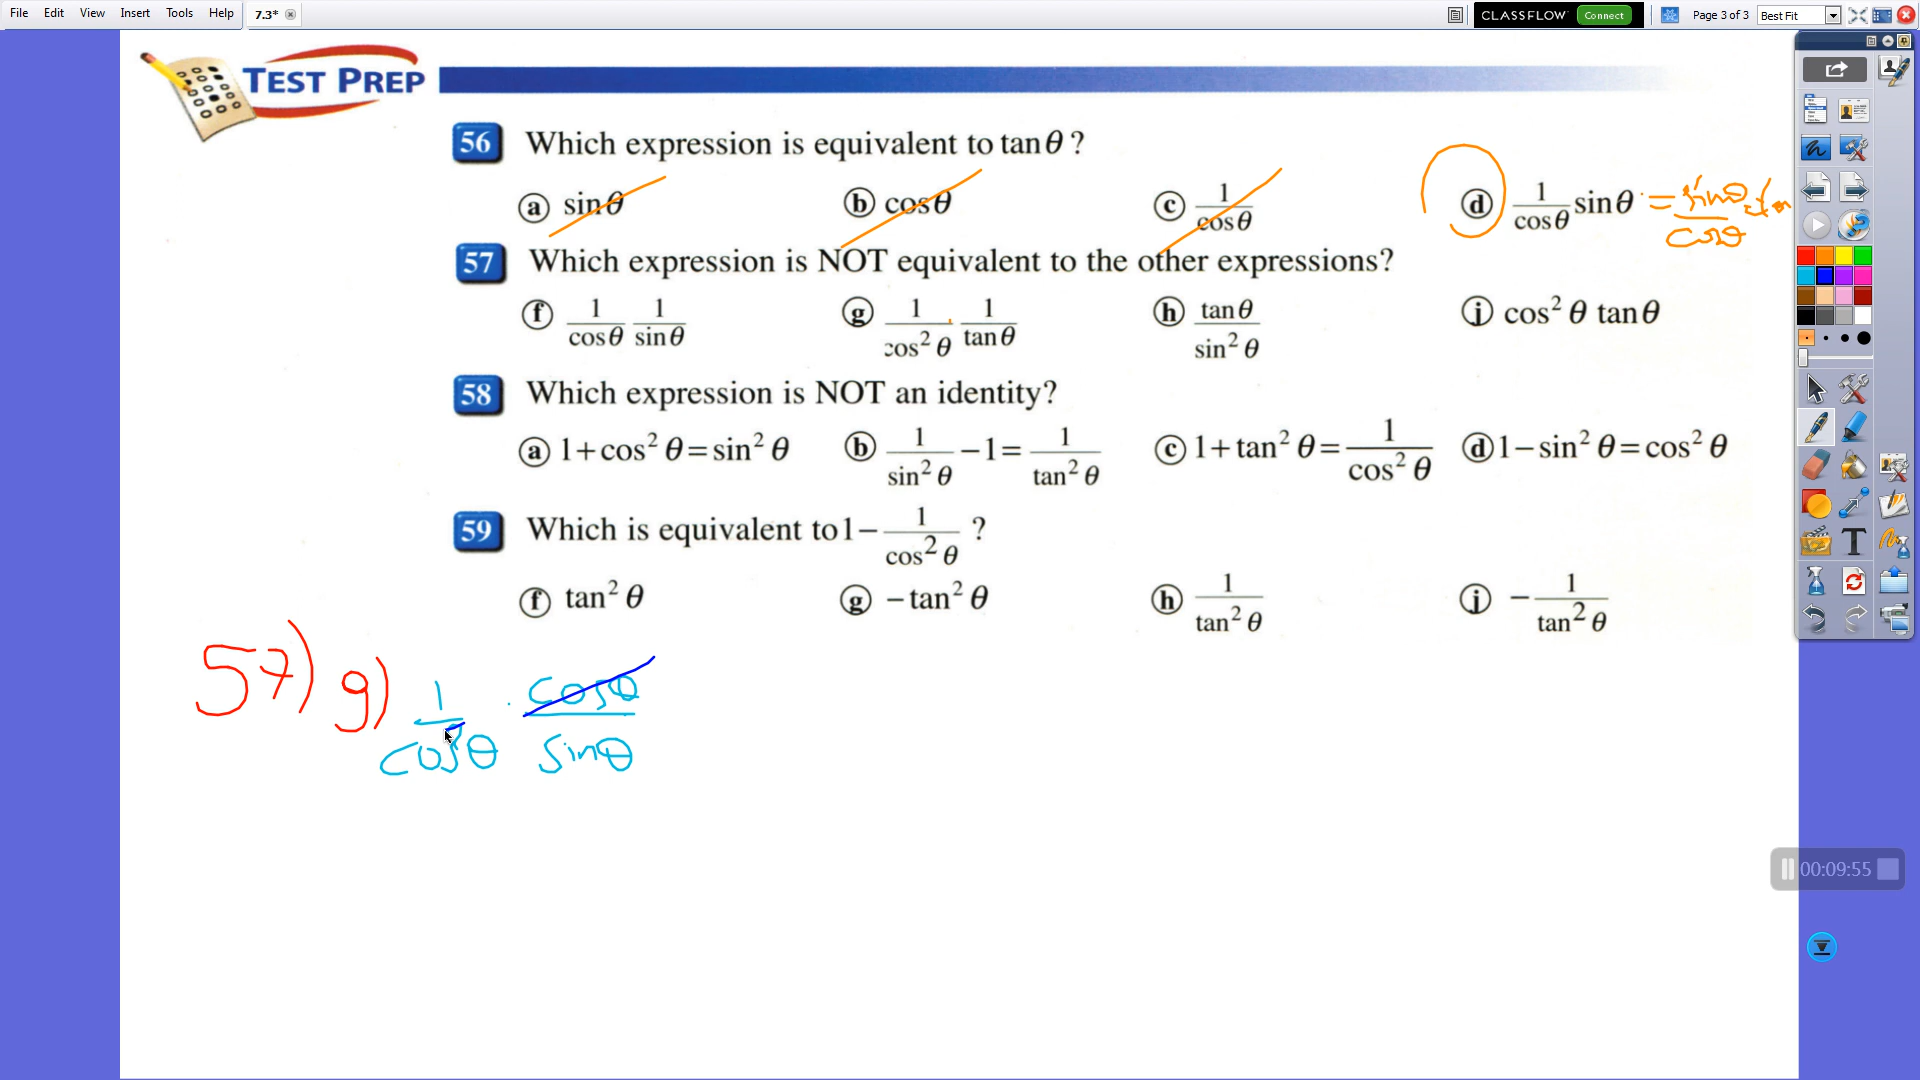 File Edit View Insert Tools Help 7.3* CLASSFLOW Connect Page 3 of 3 Best Fit
TEST PREP
56 Which expression is equivalent to tan θ ?
ⓐ sin θ ⓑ cos θ ⓒ 1/cos θ ⓓ 1/cos θ sin θ = sinθ/cosθ
57 Which expression is NOT equivalent to the other expressions?
ⓕ 1/cos θ 1/sin θ ⓖ 1/cos² θ · 1/tan θ ⓗ tan θ/sin² θ ⓙ cos² θ tan θ
58 Which expression is NOT an identity?
ⓐ 1+cos² θ=sin² θ ⓑ 1/sin² θ −1= 1/tan² θ ⓒ 1+tan² θ= 1/cos² θ ⓓ 1−sin² θ=cos² θ
59 Which is equivalent to 1− 1/cos² θ ?
ⓕ tan² θ ⓖ −tan² θ ⓗ 1/tan² θ ⓙ − 1/tan² θ
57) g) 1/cos²θ · cosθ/sinθ
00:09:55